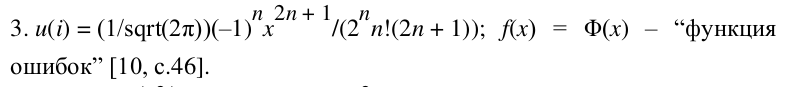 3. u(i) = (1/sqrt(2π))(–1)^n x^{2n + 1}/(2^n n!(2n + 1)); f(x) = Φ(x) – “функция
ошибок” [10, с.46].